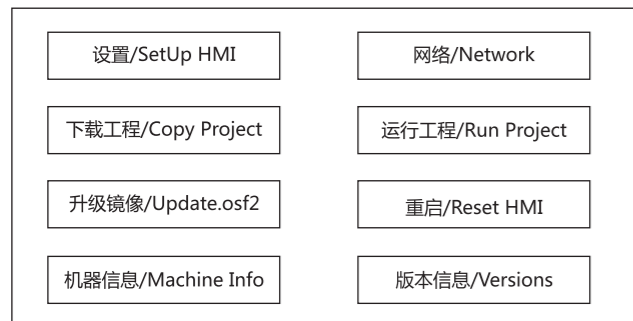 设置/SetUp HMI
网络/Network
下载工程/Copy Project
运行工程/Run Project
升级镜像/Update.osf2
重启/Reset HMI
机器信息/Machine Info
版本信息/Versions